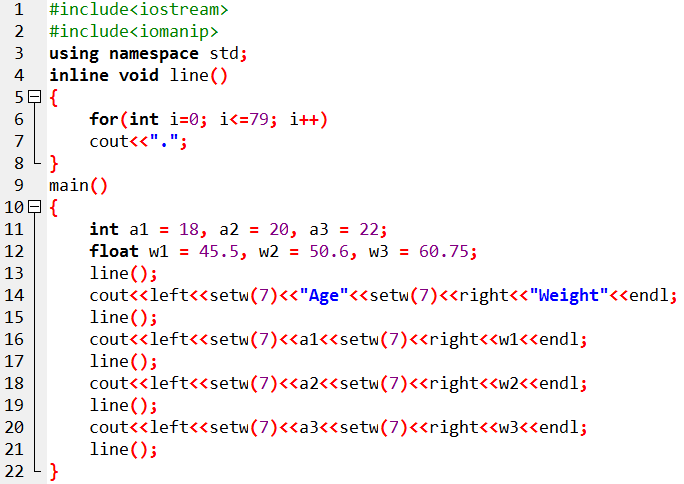 1 #include<iostream>
2 #include<iomanip>
3 using namespace std;
4 inline void line()
5 {
6 for(int i=0; i<=79; i++)
7 cout<<".";
8 }
9 main()
10 {
11 int a1 = 18, a2 = 20, a3 = 22;
12 float w1 = 45.5, w2 = 50.6, w3 = 60.75;
13 line();
14 cout<<left<<setw(7)<<"Age"<<setw(7)<<right<<"Weight"<<endl;
15 line();
16 cout<<left<<setw(7)<<a1<<setw(7)<<right<<w1<<endl;
17 line();
18 cout<<left<<setw(7)<<a2<<setw(7)<<right<<w2<<endl;
19 line();
20 cout<<left<<setw(7)<<a3<<setw(7)<<right<<w3<<endl;
21 line();
22 }